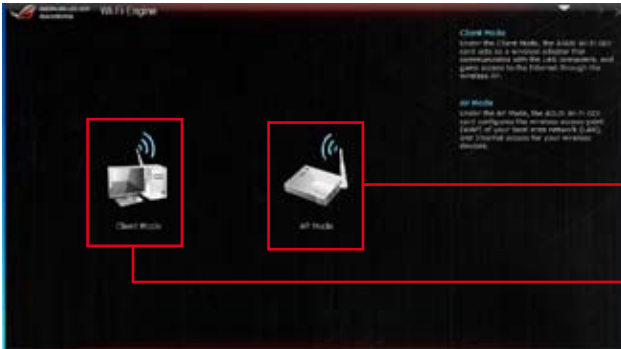 Wi-Fi Engine
Client Mode
Under the Client Mode, the ASUS Wi-Fi GO!
card acts as a wireless adapter that
communicates with the LAN computers, and
gains access to the Internet through the
wireless AP.
AP Mode
Under the AP Mode, the ASUS Wi-Fi GO!
card configures the wireless access point
of your local area network (LAN),
and Internet access for your wireless
devices.
Client Mode
AP Mode